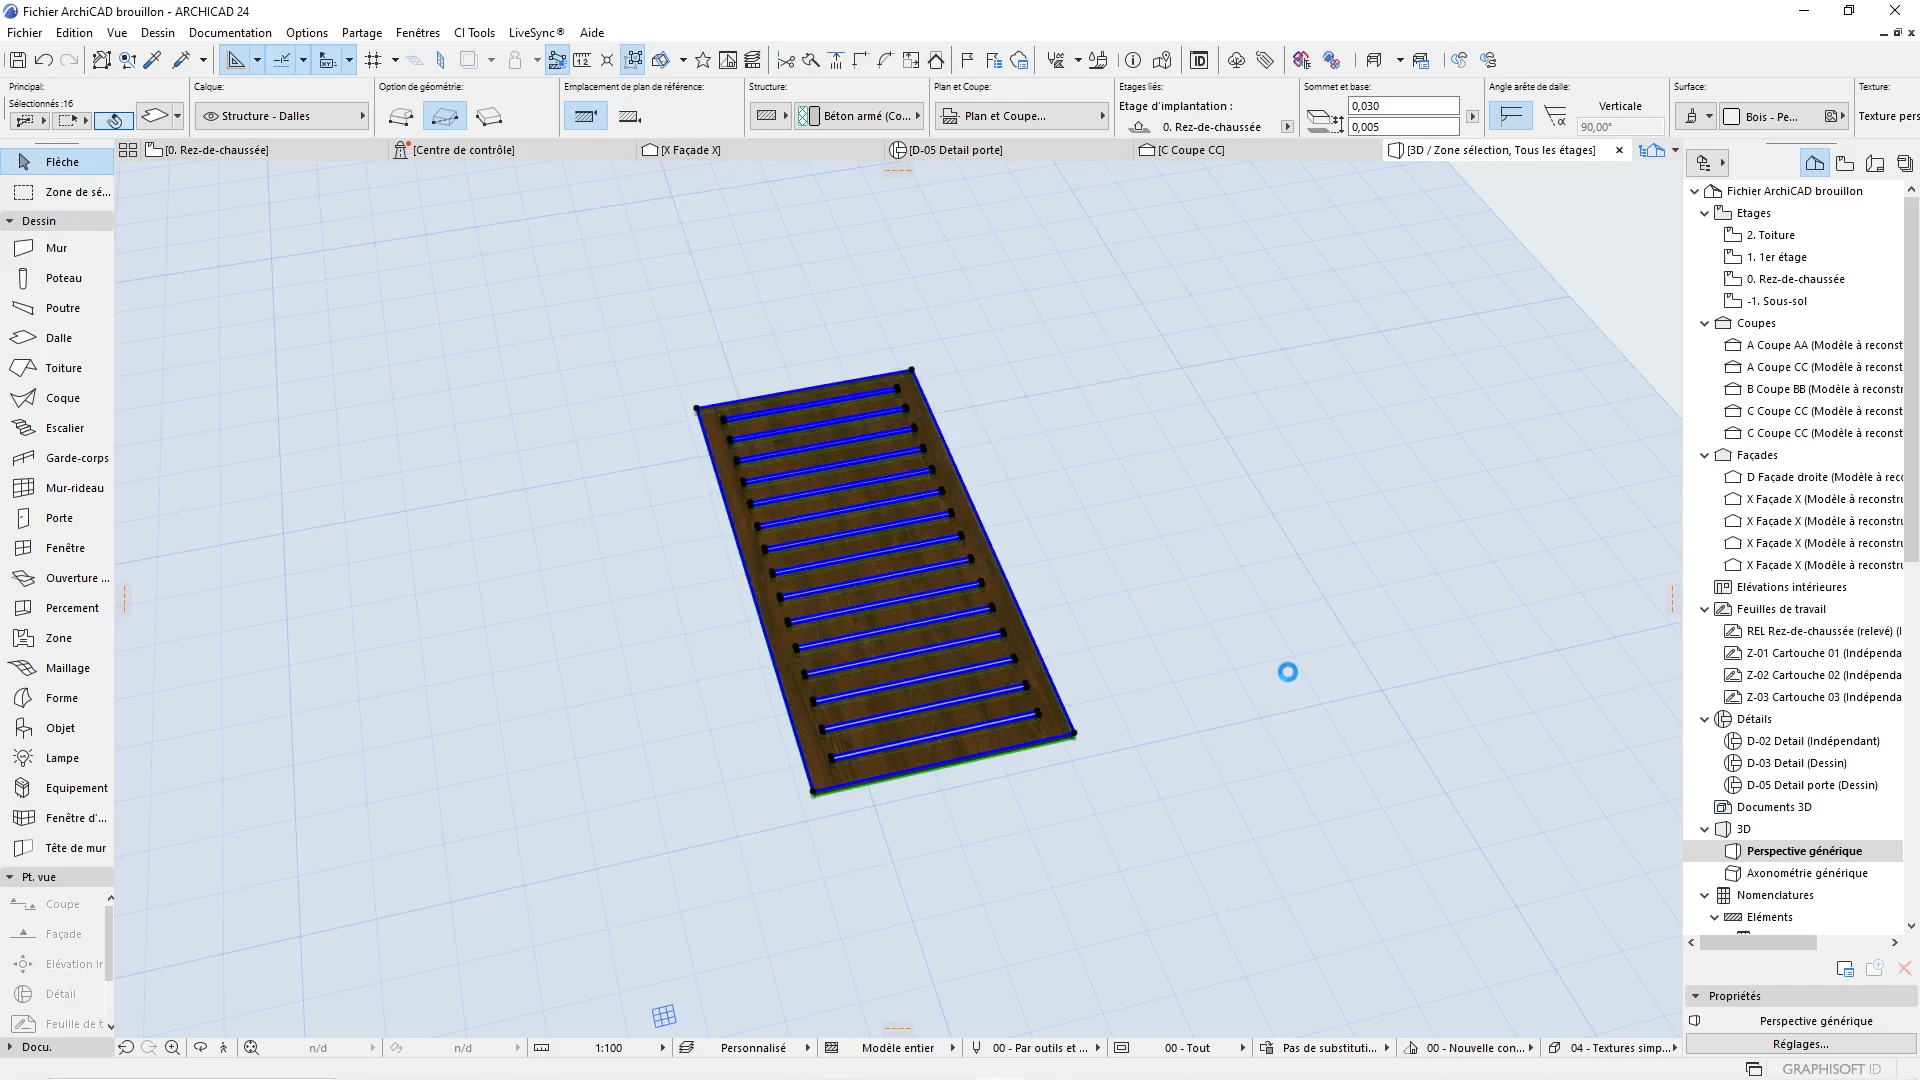 Fichier ArchiCAD brouillon - ARCHICAD 24
Fichier Edition Vue Dessin Documentation Options Partage Fenêtres CI Tools LiveSync® Aide
Principal: Calque: Option de géométrie: Emplacement de plan de référence: Structure: Plan et Coupe: Etages liés: Sommet et base: Angle arête de dalle: Surface: Texture:
Sélectionnés :16
Structure - Dalles
Béton armé (Co...
Plan et Coupe...
Etage d'implantation :
0. Rez-de-chaussée
0,030
0,005
Verticale
90,00°
Bois - Pe...
Texture pers
[0. Rez-de-chaussée] [Centre de contrôle] [X Façade X] [D-05 Detail porte] [C Coupe CC] [3D / Zone sélection, Tous les étages]
Flèche
Zone de sé...
Dessin
Mur
Poteau
Poutre
Dalle
Toiture
Coque
Escalier
Garde-corps
Mur-rideau
Porte
Fenêtre
Ouverture ...
Percement
Zone
Maillage
Forme
Objet
Lampe
Equipement
Fenêtre d'...
Tête de mur
Pt. vue
Coupe
Façade
Elévation ir
Détail
Feuille de t
Docu.
Fichier ArchiCAD brouillon
Etages
2. Toiture
1. 1er étage
0. Rez-de-chaussée
-1. Sous-sol
Coupes
A Coupe AA (Modèle à reconst
A Coupe CC (Modèle à reconst
B Coupe BB (Modèle à reconst
C Coupe CC (Modèle à reconst
C Coupe CC (Modèle à reconst
Façades
D Façade droite (Modèle à reco
X Façade X (Modèle à reconstru
X Façade X (Modèle à reconstru
X Façade X (Modèle à reconstru
X Façade X (Modèle à reconstru
Elévations intérieures
Feuilles de travail
REL Rez-de-chaussée (relevé) (I
Z-01 Cartouche 01 (Indépenda
Z-02 Cartouche 02 (Indépenda
Z-03 Cartouche 03 (Indépenda
Détails
D-02 Detail (Indépendant)
D-03 Detail (Dessin)
D-05 Detail porte (Dessin)
Documents 3D
3D
Perspective générique
Axonométrie générique
Nomenclatures
Eléments
Propriétés
Perspective générique
Réglages...
n/d n/d 1:100 Personnalisé Modèle entier 00 - Par outils et ... 00 - Tout Pas de substituti... 00 - Nouvelle con... 04 - Textures simp...
GRAPHISOFT ID